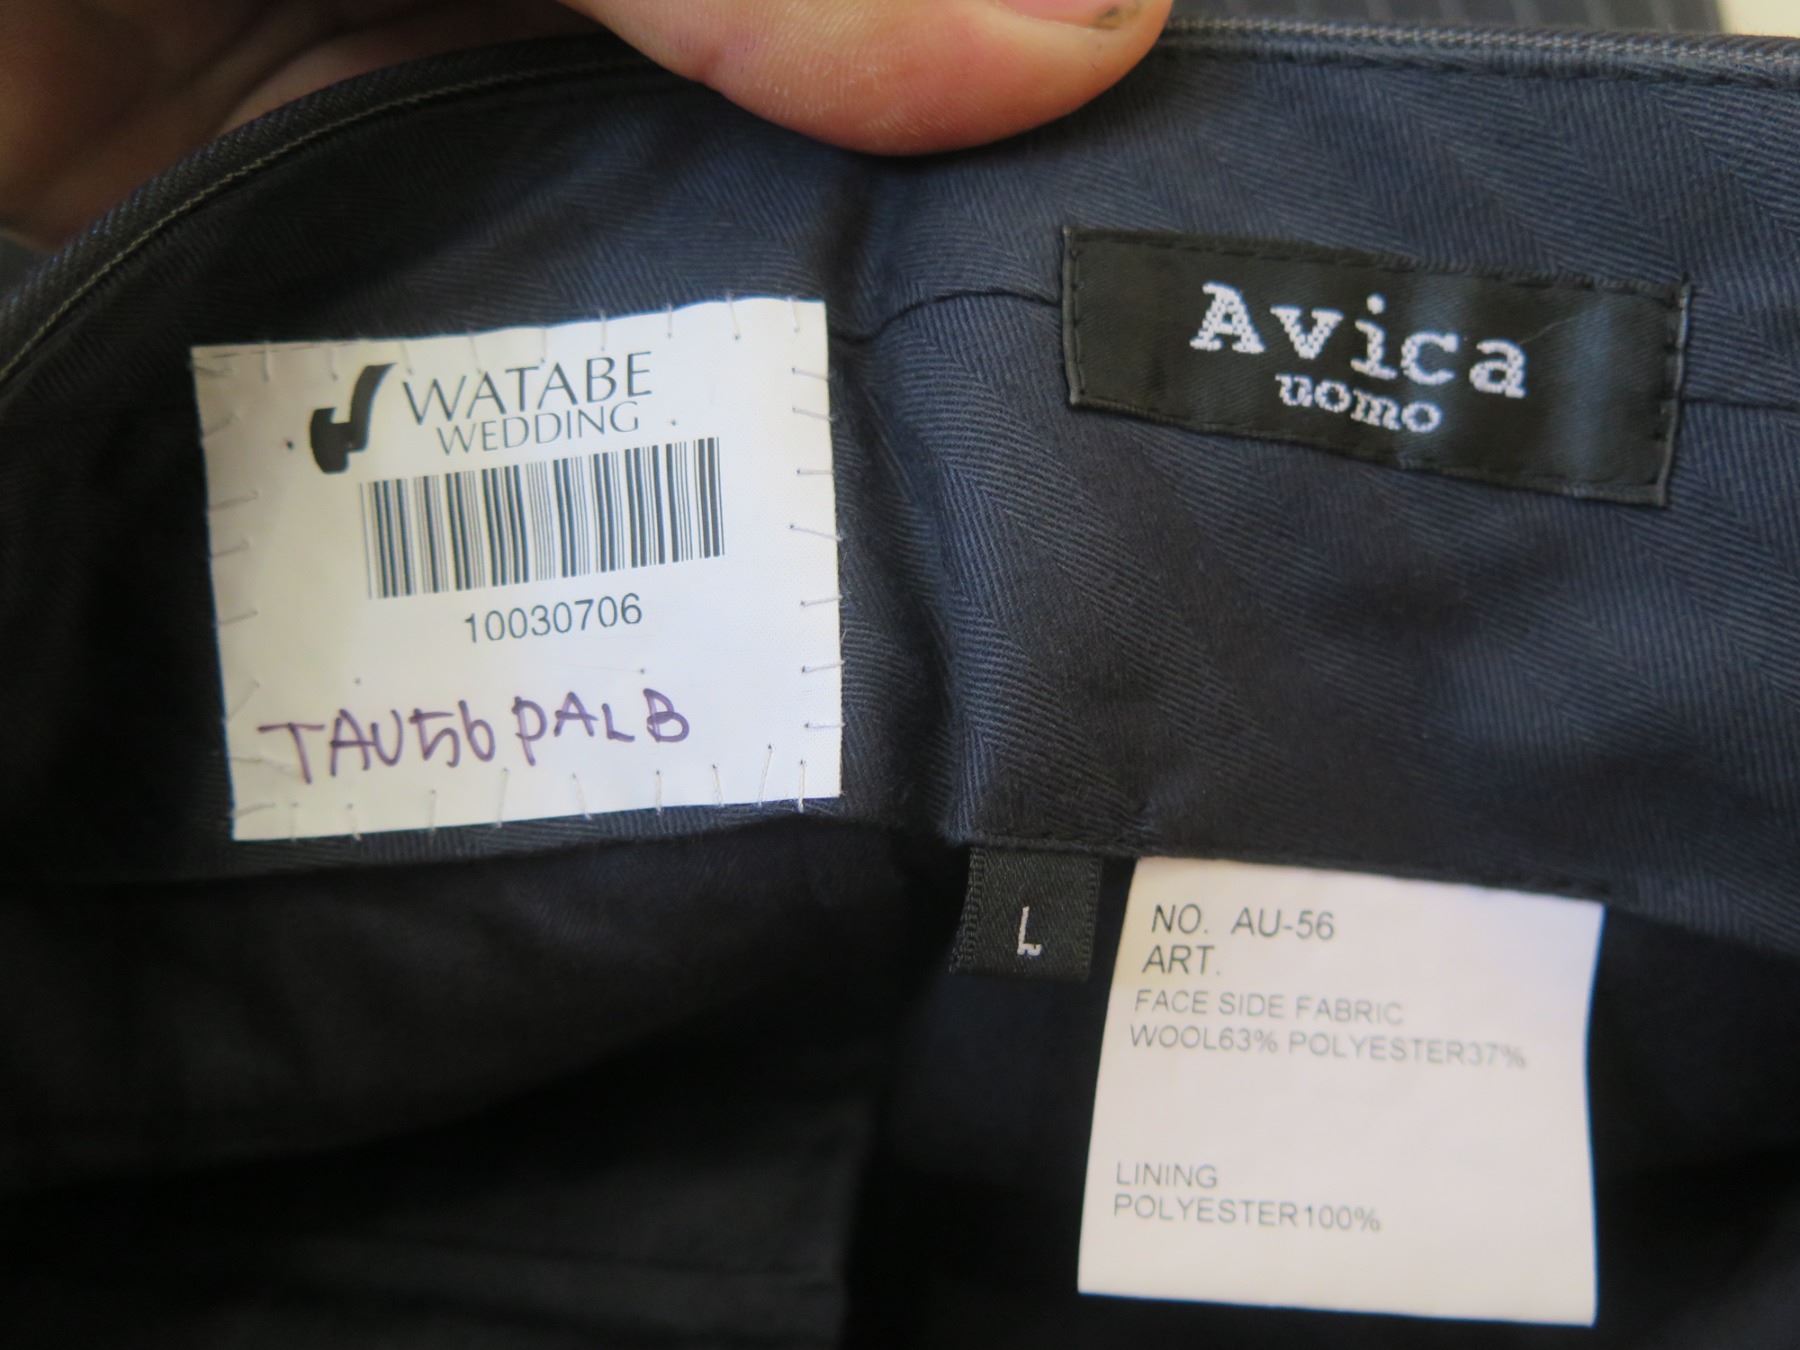 WATABE
WEDDING
10030706
TAU56PALB
Avica
uomo
L
NO. AU-56
ART.
FACE SIDE FABRIC
WOOL63% POLYESTER37%
LINING
POLYESTER100%